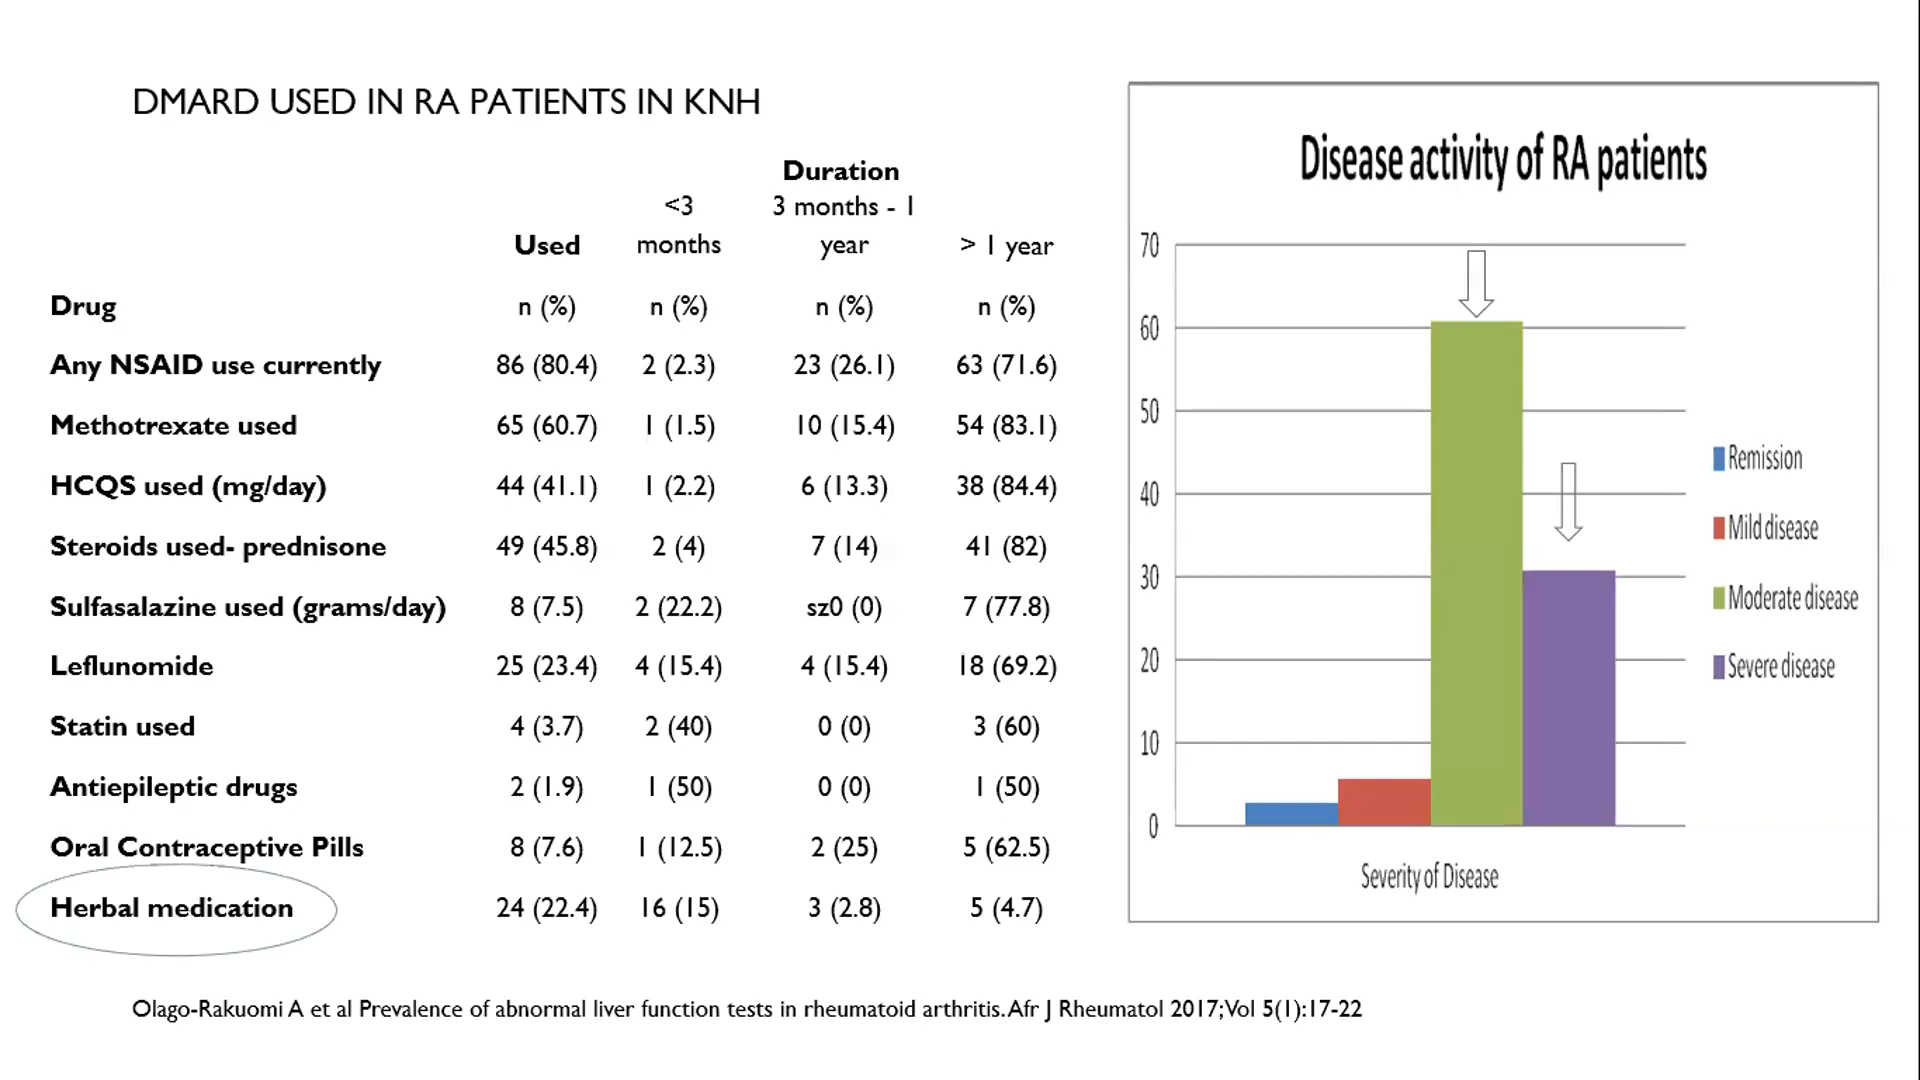 DMARD USED IN RA PATIENTS IN KNH
Duration
<3 3 months - 1
Used months year > 1 year
Drug n (%) n (%) n (%) n (%)
Any NSAID use currently 86 (80.4) 2 (2.3) 23 (26.1) 63 (71.6)
Methotrexate used 65 (60.7) 1 (1.5) 10 (15.4) 54 (83.1)
HCQS used (mg/day) 44 (41.1) 1 (2.2) 6 (13.3) 38 (84.4)
Steroids used- prednisone 49 (45.8) 2 (4) 7 (14) 41 (82)
Sulfasalazine used (grams/day) 8 (7.5) 2 (22.2) sz0 (0) 7 (77.8)
Leflunomide 25 (23.4) 4 (15.4) 4 (15.4) 18 (69.2)
Statin used 4 (3.7) 2 (40) 0 (0) 3 (60)
Antiepileptic drugs 2 (1.9) 1 (50) 0 (0) 1 (50)
Oral Contraceptive Pills 8 (7.6) 1 (12.5) 2 (25) 5 (62.5)
Herbal medication 24 (22.4) 16 (15) 3 (2.8) 5 (4.7)
Disease activity of RA patients
70
60
50
40
30
20
10
0
Severity of Disease
Remission
Mild disease
Moderate disease
Severe disease
Olago-Rakuomi A et al Prevalence of abnormal liver function tests in rheumatoid arthritis. Afr J Rheumatol 2017; Vol 5(1):17-22